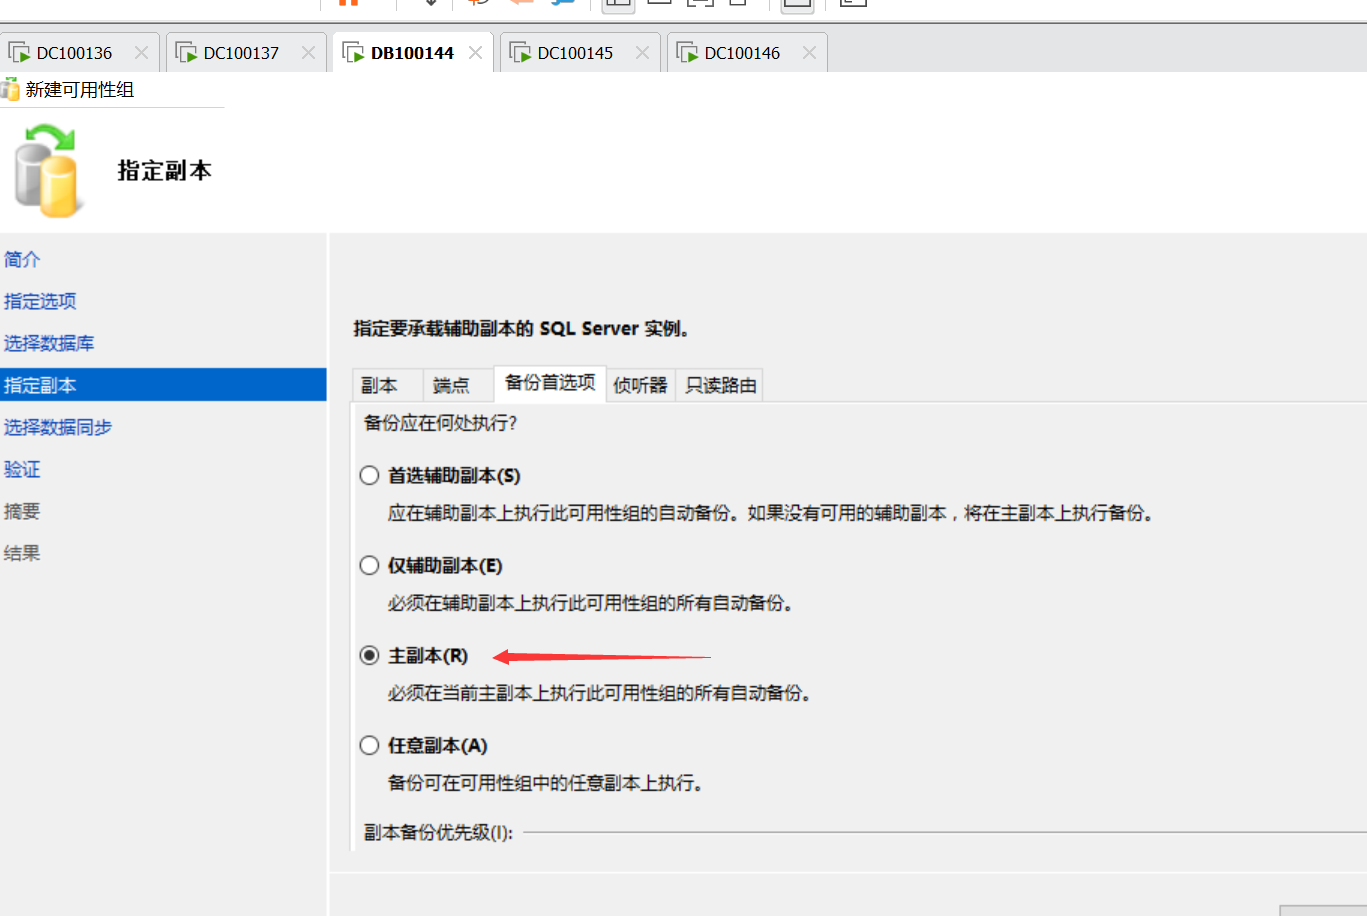 DC100136 DC100137 DB100144 DC100145 DC100146
新建可用性组
指定副本
简介
指定选项
选择数据库
指定副本
选择数据同步
验证
摘要
结果
指定要承载辅助副本的 SQL Server 实例。
副本 端点 备份首选项 侦听器 只读路由
备份应在何处执行?
首选辅助副本(S)
应在辅助副本上执行此可用性组的自动备份。如果没有可用的辅助副本，将在主副本上执行备份。
仅辅助副本(E)
必须在辅助副本上执行此可用性组的所有自动备份。
主副本(R)
必须在当前主副本上执行此可用性组的所有自动备份。
任意副本(A)
备份可在可用性组中的任意副本上执行。
副本备份优先级(I):